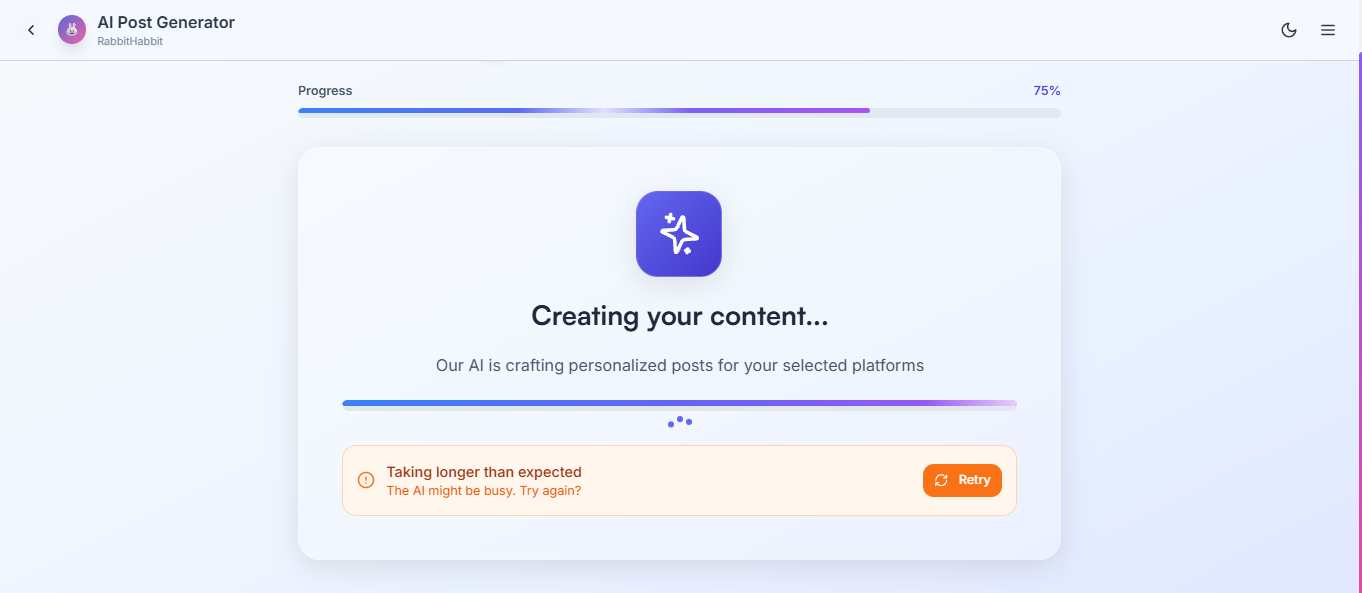 AI Post Generator
RabbitHabbit
Progress
75%
Creating your content...
Our AI is crafting personalized posts for your selected platforms
Taking longer than expected
The AI might be busy. Try again?
Retry